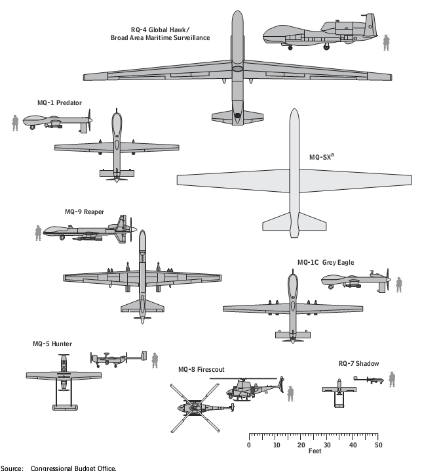 RQ-4 Global Hawk/
Broad Area Maritime Surveillance
MQ-1 Predator
MQ-SXª
MQ-9 Reaper
MQ-1C Grey Eagle
MQ-5 Hunter
MQ-8 Firescout
RQ-7 Shadow
0 10 20 30 40 50
Feet
Source: Congressional Budget Office.